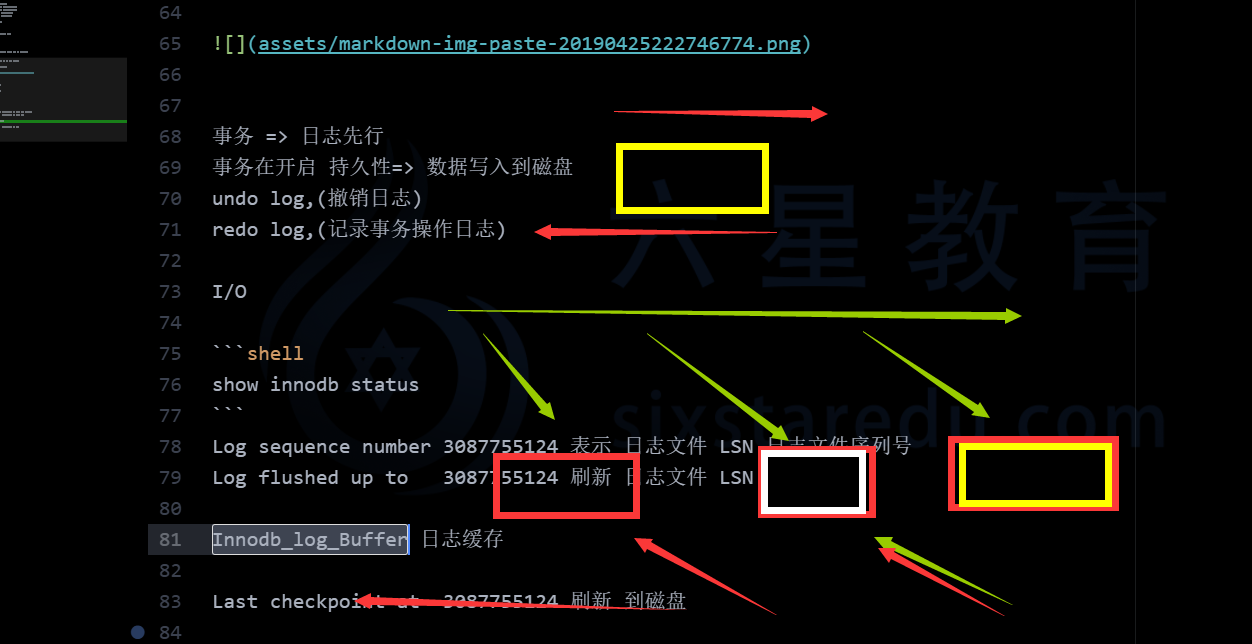 64
65 ![](assets/markdown-img-paste-20190425222746774.png)
66
67
68 事务 => 日志先行
69 事务在开启 持久性=> 数据写入到磁盘
70 undo log,(撤销日志)
71 redo log,(记录事务操作日志)
72
73 I/O
74
75 ```shell
76 show innodb status
77 ```
78 Log sequence number 3087755124 表示 日志文件 LSN 日志文件序列号
79 Log flushed up to   3087755124 刷新 日志文件 LSN
80
81 Innodb_log_Buffer 日志缓存
82
83 Last checkpoint at  3087755124 刷新 到磁盘
84
六星教育
sixstaredu.com